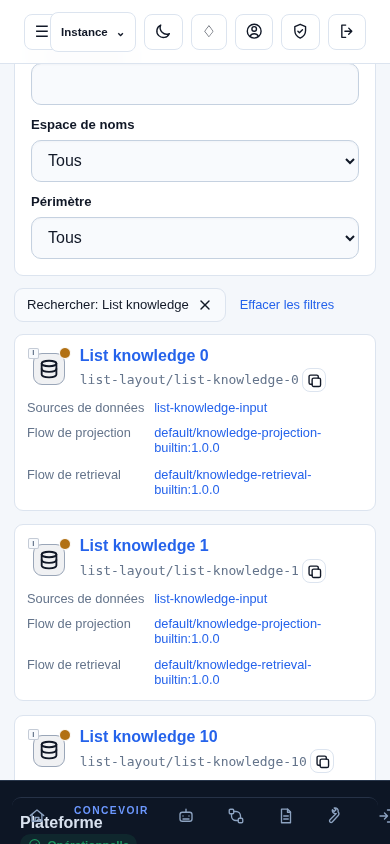 Instance
Espace de noms
Tous
Périmètre
Tous
Rechercher: List knowledge
Effacer les filtres
I
List knowledge 0
list-layout/list-knowledge-0
Sources de données list-knowledge-input
Flow de projection default/knowledge-projection-
builtin:1.0.0
Flow de retrieval default/knowledge-retrieval-
builtin:1.0.0
I
List knowledge 1
list-layout/list-knowledge-1
Sources de données list-knowledge-input
Flow de projection default/knowledge-projection-
builtin:1.0.0
Flow de retrieval default/knowledge-retrieval-
builtin:1.0.0
I
List knowledge 10
list-layout/list-knowledge-10
CONCEVOIR
Plateforme
Opérationnelle